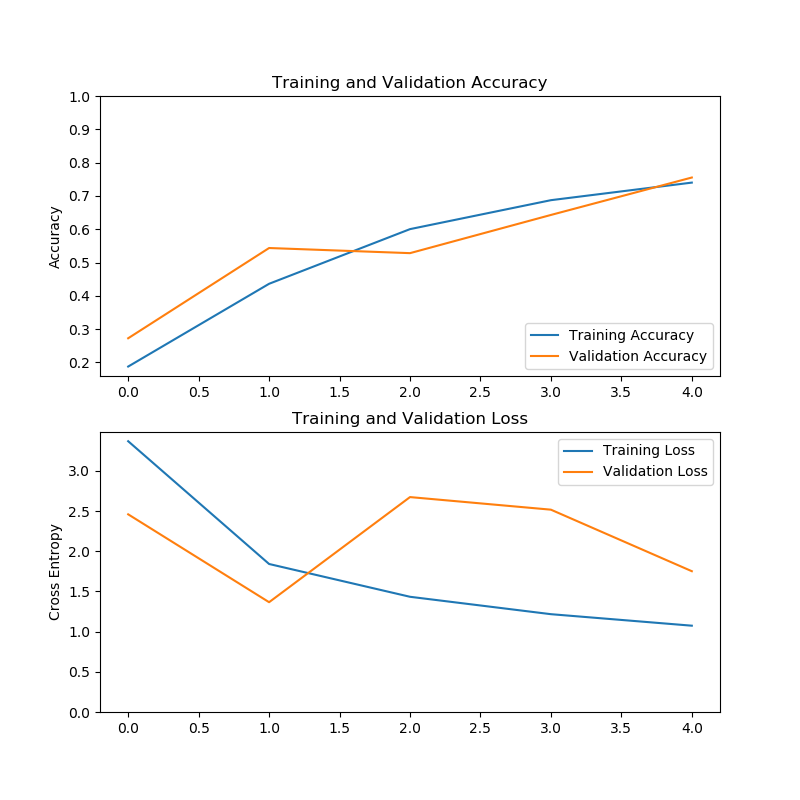 Training and Validation Accuracy
1.0
0.9
0.8
0.7
0.6
0.5
0.4
0.3
0.2
Accuracy
Training Accuracy
Validation Accuracy
0.0 0.5 1.0 1.5 2.0 2.5 3.0 3.5 4.0
Training and Validation Loss
3.0
2.5
2.0
1.5
1.0
0.5
0.0
Cross Entropy
Training Loss
Validation Loss
0.0 0.5 1.0 1.5 2.0 2.5 3.0 3.5 4.0